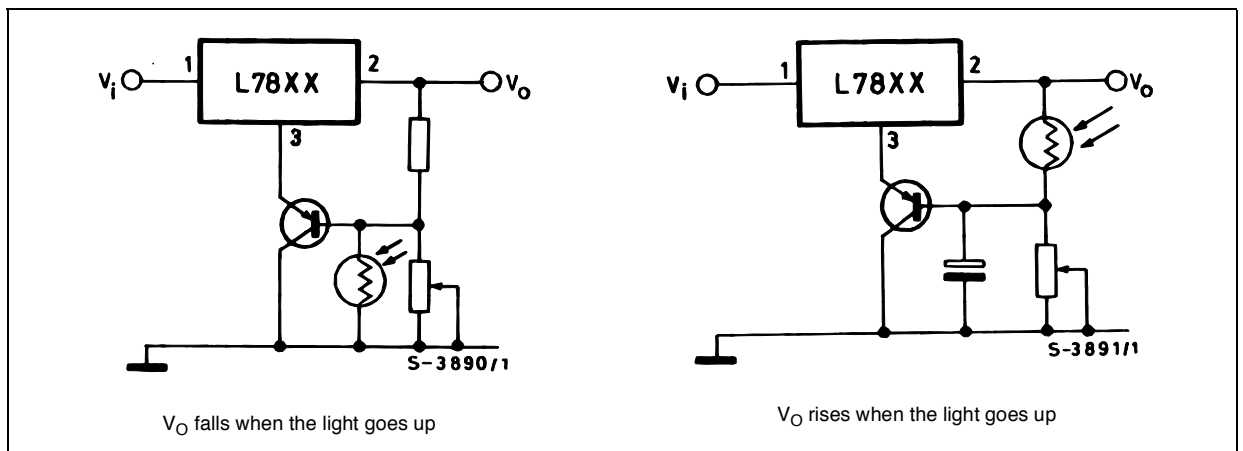 1 L78XX 2
Vi Vo
3
S-3890/1
VO falls when the light goes up
1 L78XX 2
Vi Vo
3
S-3891/1
VO rises when the light goes up